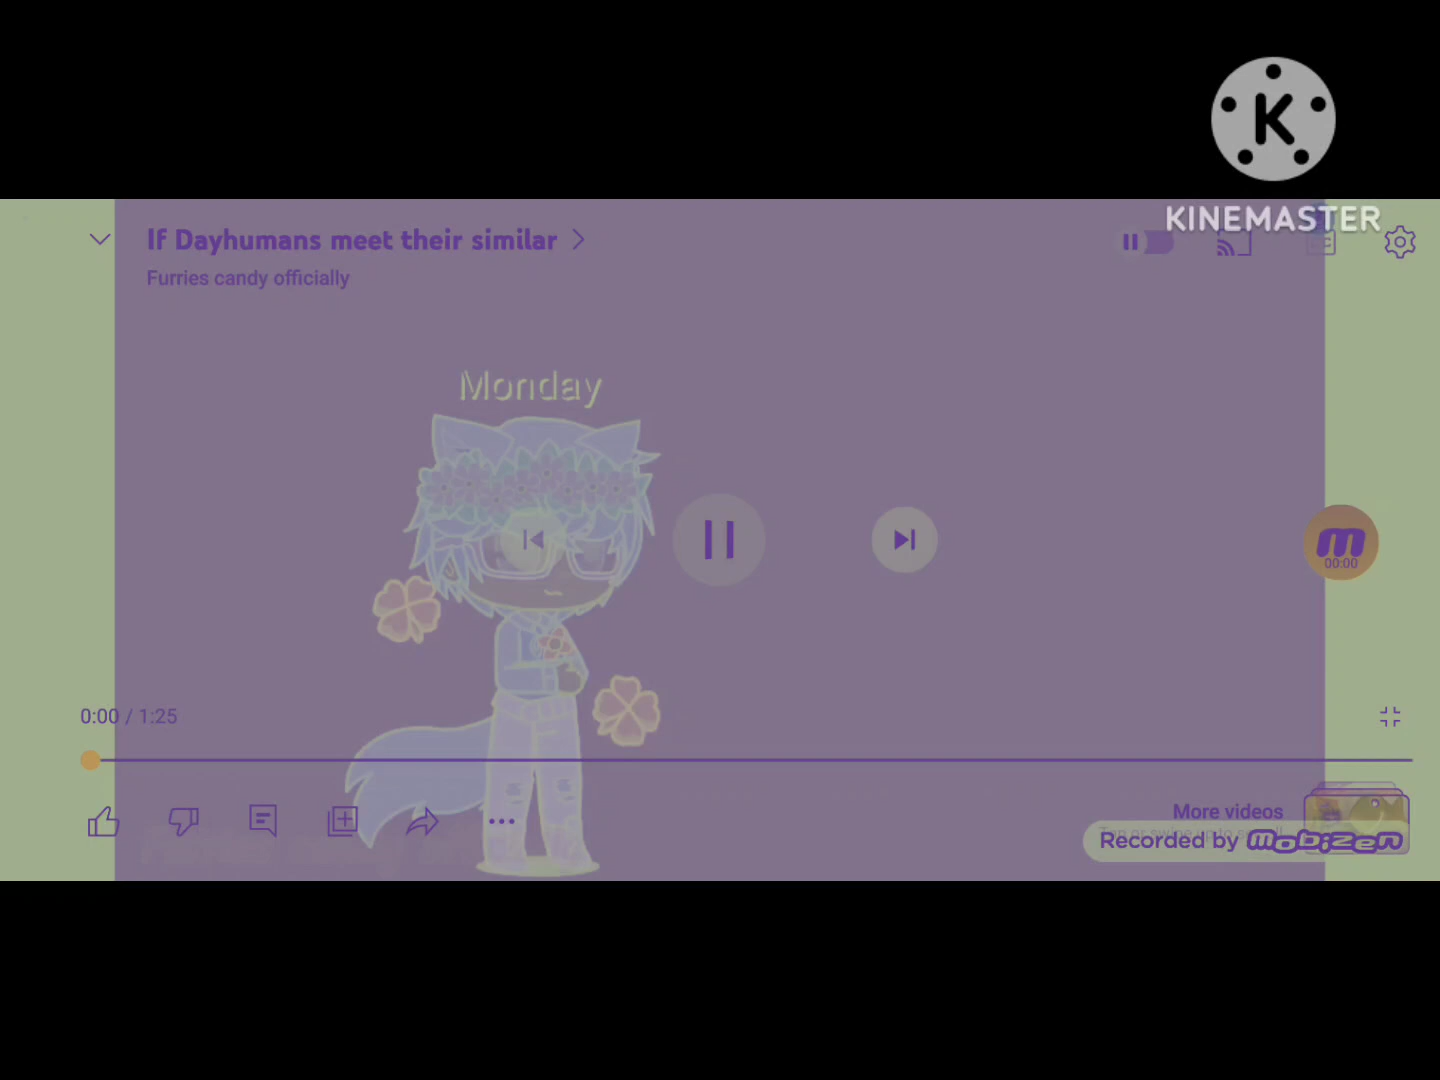 K
KINEMASTER
If Dayhumans meet their similar
Furries candy officially
Monday
m
00:00
0:00 / 1:25
More videos
Recorded by mobizen